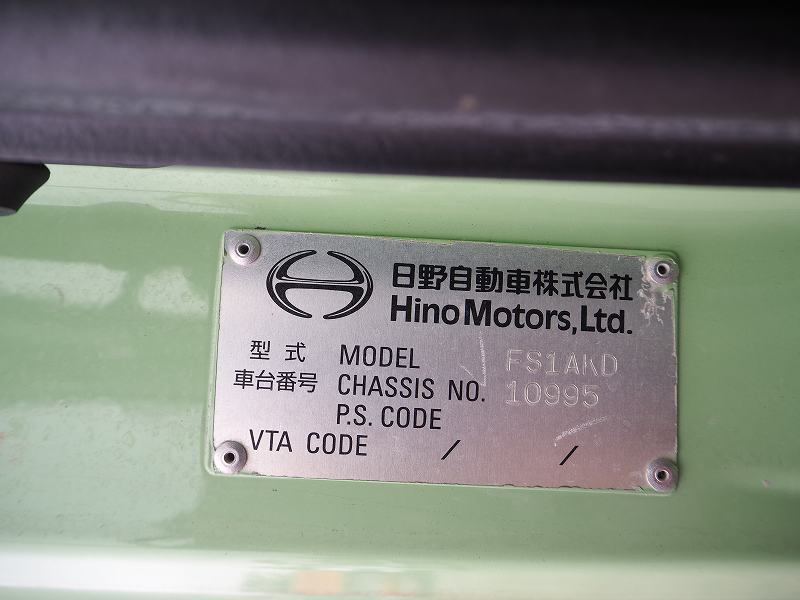 日野自動車株式会社
Hino Motors, Ltd.
型式 MODEL FS1AKD
車台番号 CHASSIS NO. 10995
P.S. CODE
VTA CODE / /